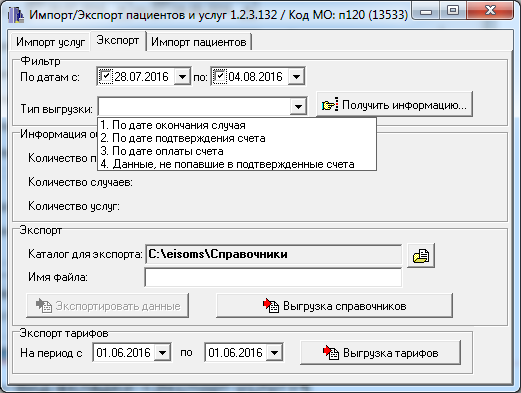 Импорт/Экспорт пациентов и услуг 1.2.3.132 / Код МО: п120 (13533)
Импорт услуг Экспорт Импорт пациентов
Фильтр
По датам с: 28.07.2016 по: 04.08.2016
Тип выгрузки: Получить информацию...
1. По дате окончания случая
2. По дате подтверждения счета
3. По дате оплаты счета
4. Данные, не попавшие в подтвержденные счета
Информация
Количество
Количество случаев:
Количество услуг:
Экспорт
Каталог для экспорта: C:\eisoms\Справочники
Имя Файла:
Экспортировать данные Выгрузка справочников
Экспорт тарифов
На период с 01.06.2016 по 01.06.2016 Выгрузка тарифов